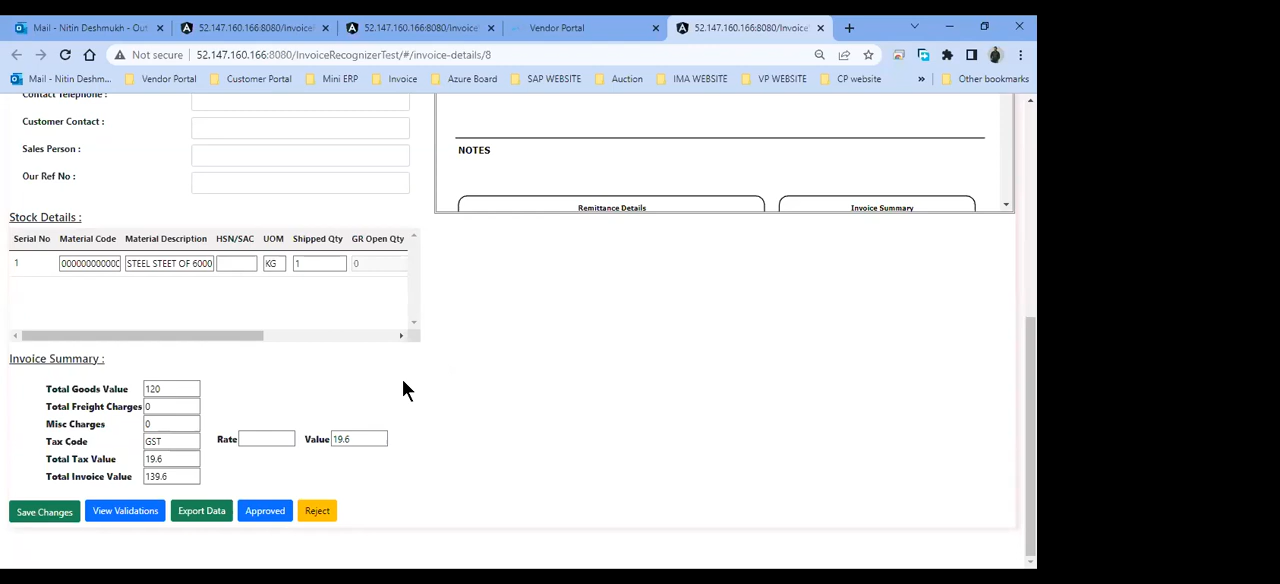 Mail - Nitin Deshmukh - Out
52.147.160.166:8080/Invoice
52.147.160.166:8080/Invoice
Vendor Portal
52.147.160.166:8080/Invoice
Not secure
52.147.160.166:8080/InvoiceRecognizerTest/#/invoice-details/8
Mail - Nitin Deshm...
Vendor Portal
Customer Portal
Mini ERP
Invoice
Azure Board
SAP WEBSITE
Auction
IMA WEBSITE
VP WEBSITE
CP website
»
Other bookmarks
Contact Telephone :
Customer Contact :
Sales Person :
Our Ref No :
NOTES
Remittance Details
Invoice Summary
Stock Details :
Serial No Material Code Material Description HSN/SAC UOM Shipped Qty GR Open Qty
1 000000000000 STEEL STEET OF 6000 KG 1 0
Invoice Summary :
Total Goods Value 120
Total Freight Charges 0
Misc Charges 0
Tax Code GST Rate Value 19.6
Total Tax Value 19.6
Total Invoice Value 139.6
Save Changes View Validations Export Data Approved Reject